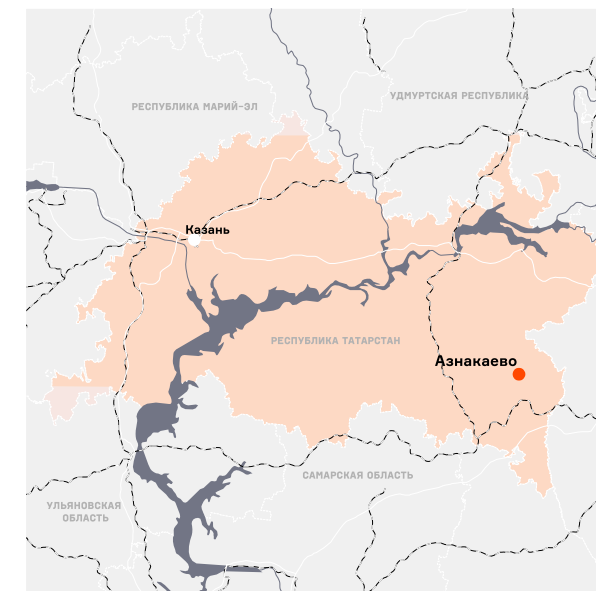 УДМУРТСКАЯ РЕСПУБЛИКА
РЕСПУБЛИКА МАРИЙ-ЭЛ
Казань
РЕСПУБЛИКА ТАТАРСТАН
Азнакаево
САМАРСКАЯ ОБЛАСТЬ
УЛЬЯНОВСКАЯ
ОБЛАСТЬ